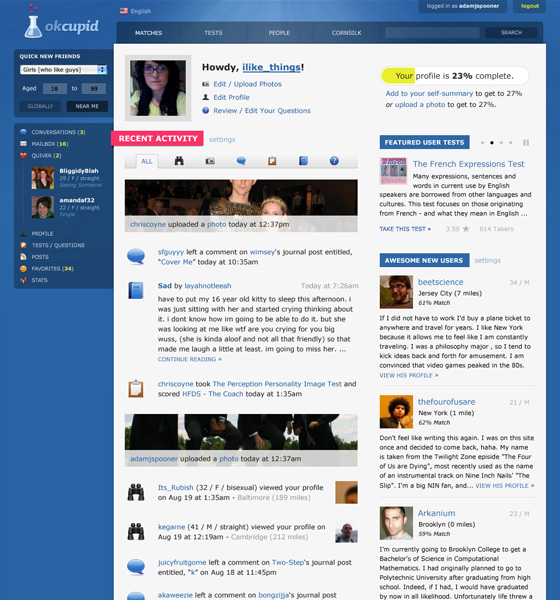 English
logged in as adamjspooner
logout
okcupid
MATCHES
TESTS
PEOPLE
CORNSILK
SEARCH
QUICK NEW FRIENDS
Girls (who like guys)
Aged 18 to 99
GLOBALLY
NEAR ME
CONVERSATIONS (3)
MAILBOX (16)
QUIVER (2)
BliggidyBlah
29 / F / straight
Seeing Someone
amandaf32
22 / F / straight
Single
PROFILE
TESTS / QUESTIONS
POSTS
FAVORITES (34)
STATS
Howdy, ilike_things!
Edit / Upload Photos
Edit Profile
Review / Edit Your Questions
RECENT ACTIVITY
settings
ALL
chriscoyne uploaded a photo today at 12:37am
sfguyyy left a comment on wimsey's journal post entitled,
"Cover Me" today at 10:35am
Sad by layahnotleah
Today at 7:26am
have to put my 16 year old kitty to sleep this afternoon. i
was just sitting with her and started crying thinking about
it. i dont know how im going to be able to do it. but she
was looking at me like wtf are you crying for you big
wuss, (she is kinda aloof and not all that friendly) so that
made me laugh a little at least. im going to miss her. ...
CONTINUE READING »
chriscoyne took The Perception Personality Image Test and
scored HFDS - The Coach today at 1:35am
adamjspooner uploaded a photo today at 12:37am
Its_Rubish (32 / F / bisexual) viewed your profile
on Aug 19 at 1:35am - Baltimore (189 miles)
kegarne (41 / M / straight) viewed your profile on
Aug 19 at 12:19am - Cambridge (212 miles)
juicyfruitgome left a comment on Two-Step's journal post
entitled, "k" on Aug 18 at 11:45pm
akaweezie left a comment on bongzijja's journal post
Your profile is 23% complete.
Add to your self-summary to get to 27%
or upload a photo to get to 27%.
FEATURED USER TESTS
The French Expressions Test
Many expressions, sentences and
words in current use by English
speakers are borrowed from other languages and
cultures. This test focuses on those originating
from French - and what they mean in English ...
TAKE THIS TEST »
3.59 ★
614 Takers
AWESOME NEW USERS
settings
beetscience
34 / M
Jersey City (7 miles)
61% Match
If I did not have to work I'd buy a plane ticket to
anywhere and travel for years. I like New York
because it allows me to feel like I am constantly
traveling. I was a philosophy major , so I tend to
kick ideas back and forth for amusement. I am
convinced that video games peaked in the 80s.
VIEW HIS PROFILE »
thefourofusare
21 / M
New York (1 mile)
62% Match
Don't feel like writing this again. I was on this site
once and decided to come back, haha. My name
is taken from the Twilight Zone epsiode "The Four
of Us are Dying", most recently used as the name
of an instrumental track on Nine Inch Nails' "The
Slip". I'm a big NIN fan, and... VIEW HIS PROFILE »
Arkanium
23 / M
Brooklyn (0 miles)
59% Match
I'm currently going to Brooklyn College to get a
Bachelor's of Science in Computational
Mathematics. I had originally planned to go to
Polytechnic University after graduating from high
school. Indeed, if I had, I would have graduated
by now in all likelihood. Unfortunately life threw a